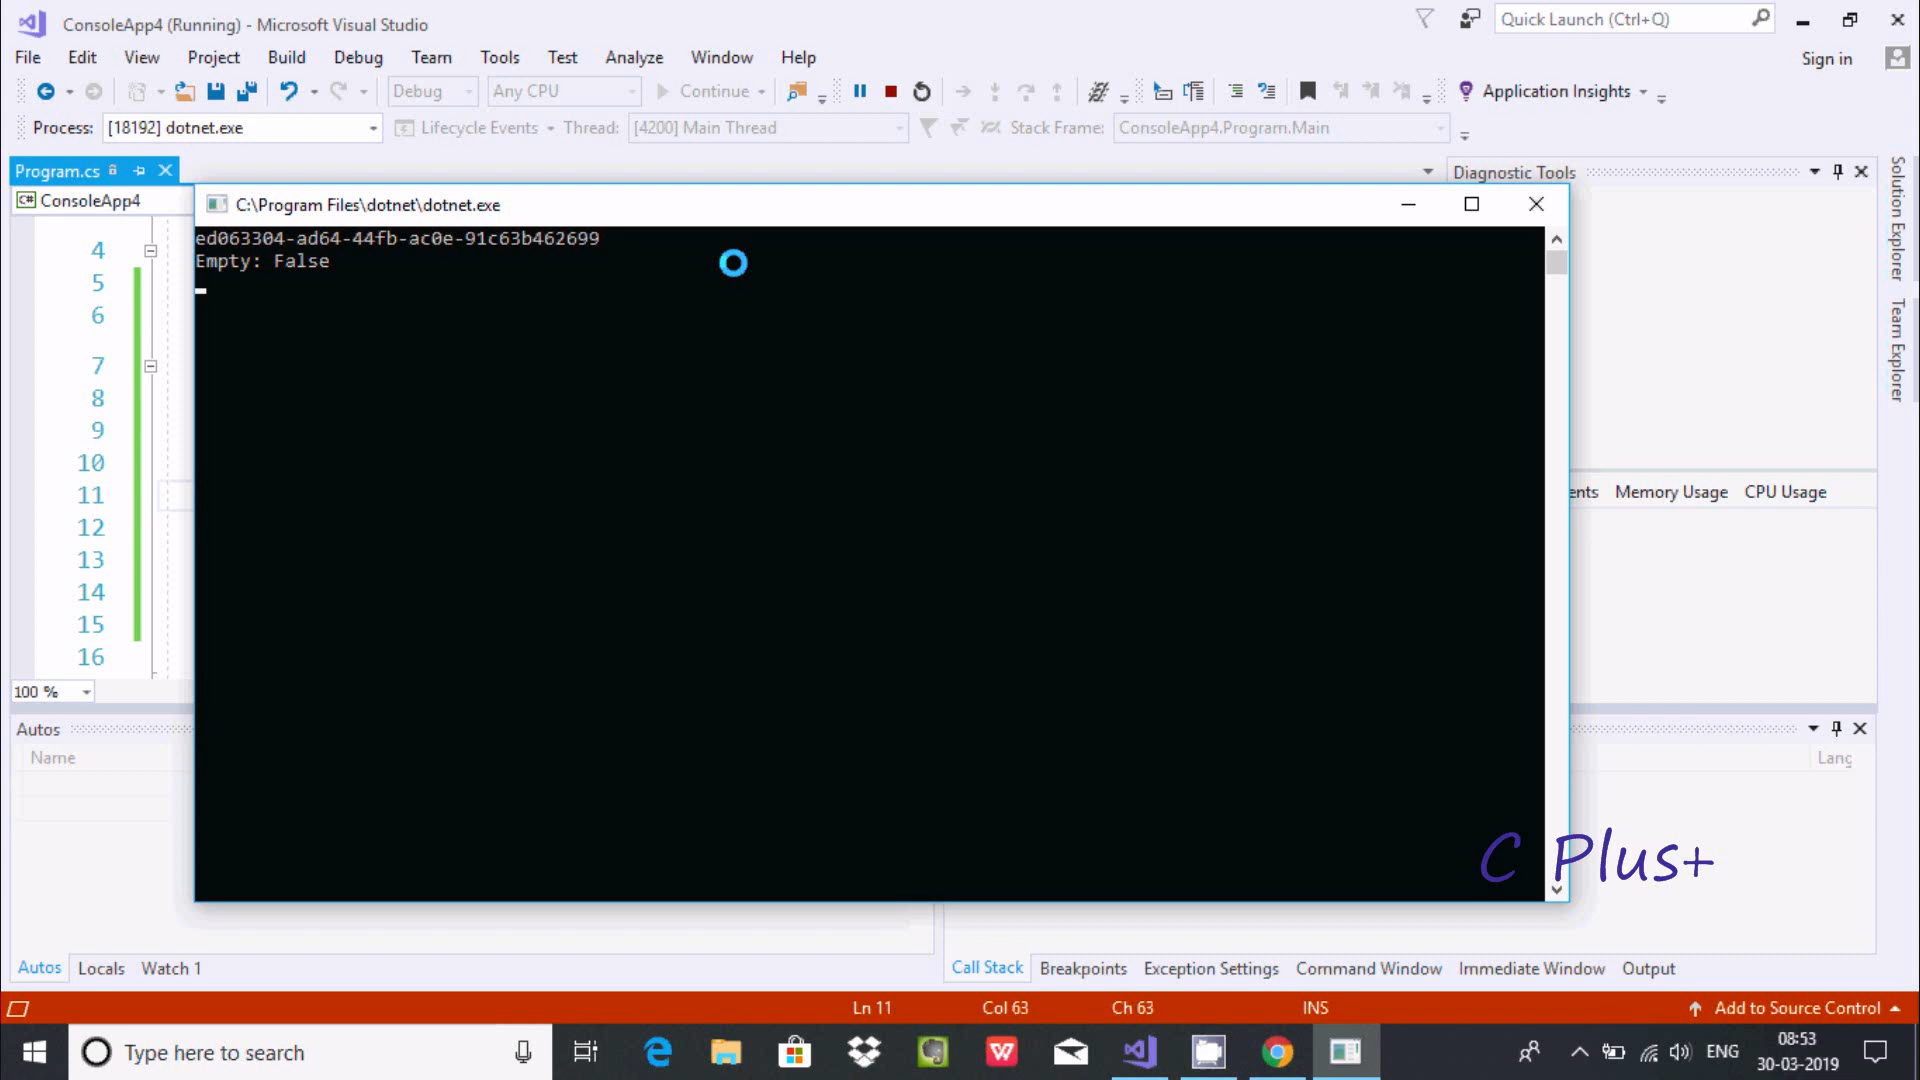 ConsoleApp4 (Running) - Microsoft Visual Studio
Quick Launch (Ctrl+Q)
File Edit View Project Build Debug Team Tools Test Analyze Window Help
Sign in
Debug Any CPU Continue Application Insights
Process: [18192] dotnet.exe Lifecycle Events Thread: [4200] Main Thread Stack Frame: ConsoleApp4.Program.Main
Program.cs
Diagnostic Tools
Solution Explorer
Team Explorer
C# ConsoleApp4
C:\Program Files\dotnet\dotnet.exe
ed063304-ad64-44fb-ac0e-91c63b462699
Empty: False
4
5
6
7
8
9
10
11
12
13
14
15
16
ents Memory Usage CPU Usage
100 %
Autos
Name
Lang
C Plus+
Autos Locals Watch 1
Call Stack Breakpoints Exception Settings Command Window Immediate Window Output
Ln 11 Col 63 Ch 63 INS Add to Source Control
Type here to search
ENG
08:53
30-03-2019